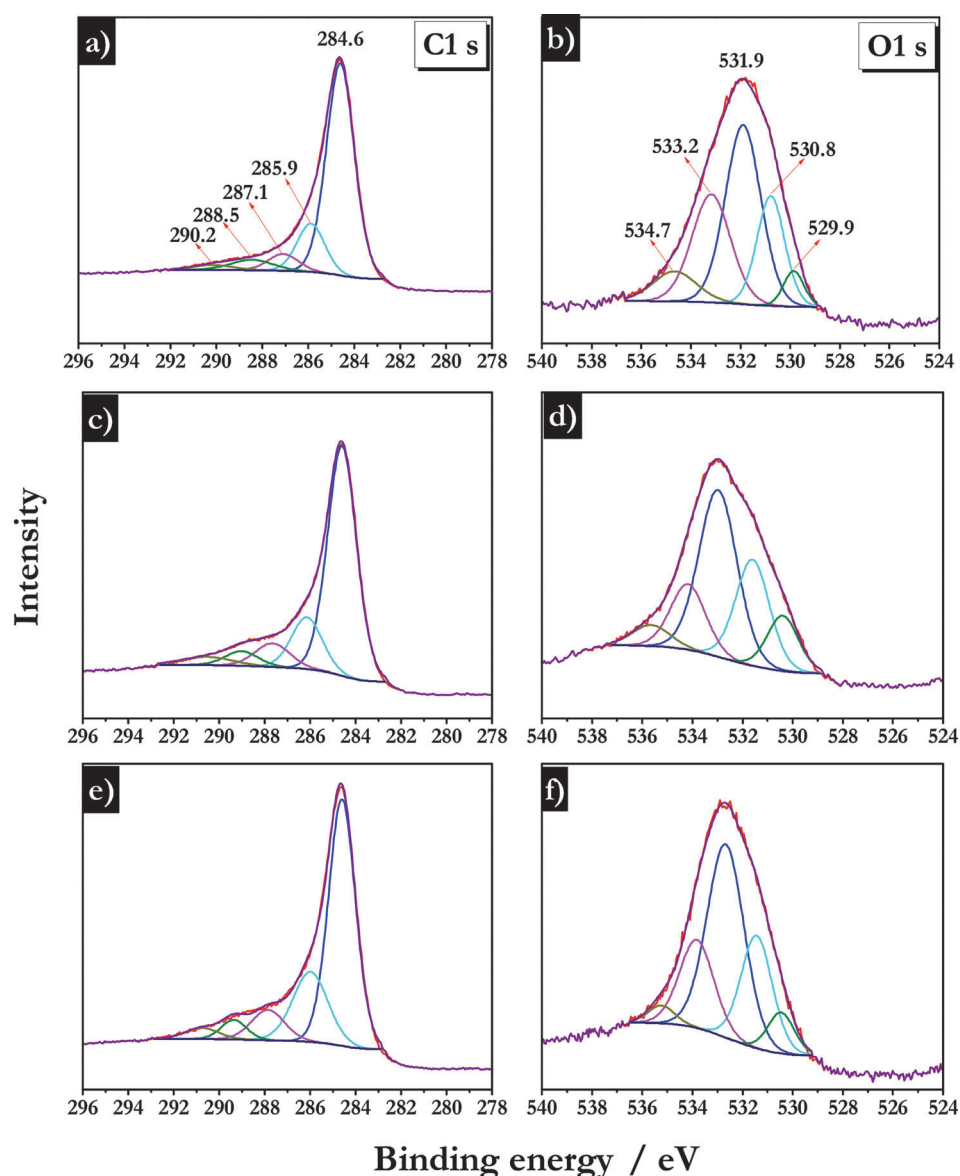 a)
C1 s
284.6
285.9
287.1
288.5
290.2
296 294 292 290 288 286 284 282 280 278
b)
O1 s
531.9
533.2
530.8
534.7
529.9
540 538 536 534 532 530 528 526 524
c)
296 294 292 290 288 286 284 282 280 278
d)
540 538 536 534 532 530 528 526 524
e)
296 294 292 290 288 286 284 282 280 278
f)
540 538 536 534 532 530 528 526 524
Intensity
Binding energy / eV